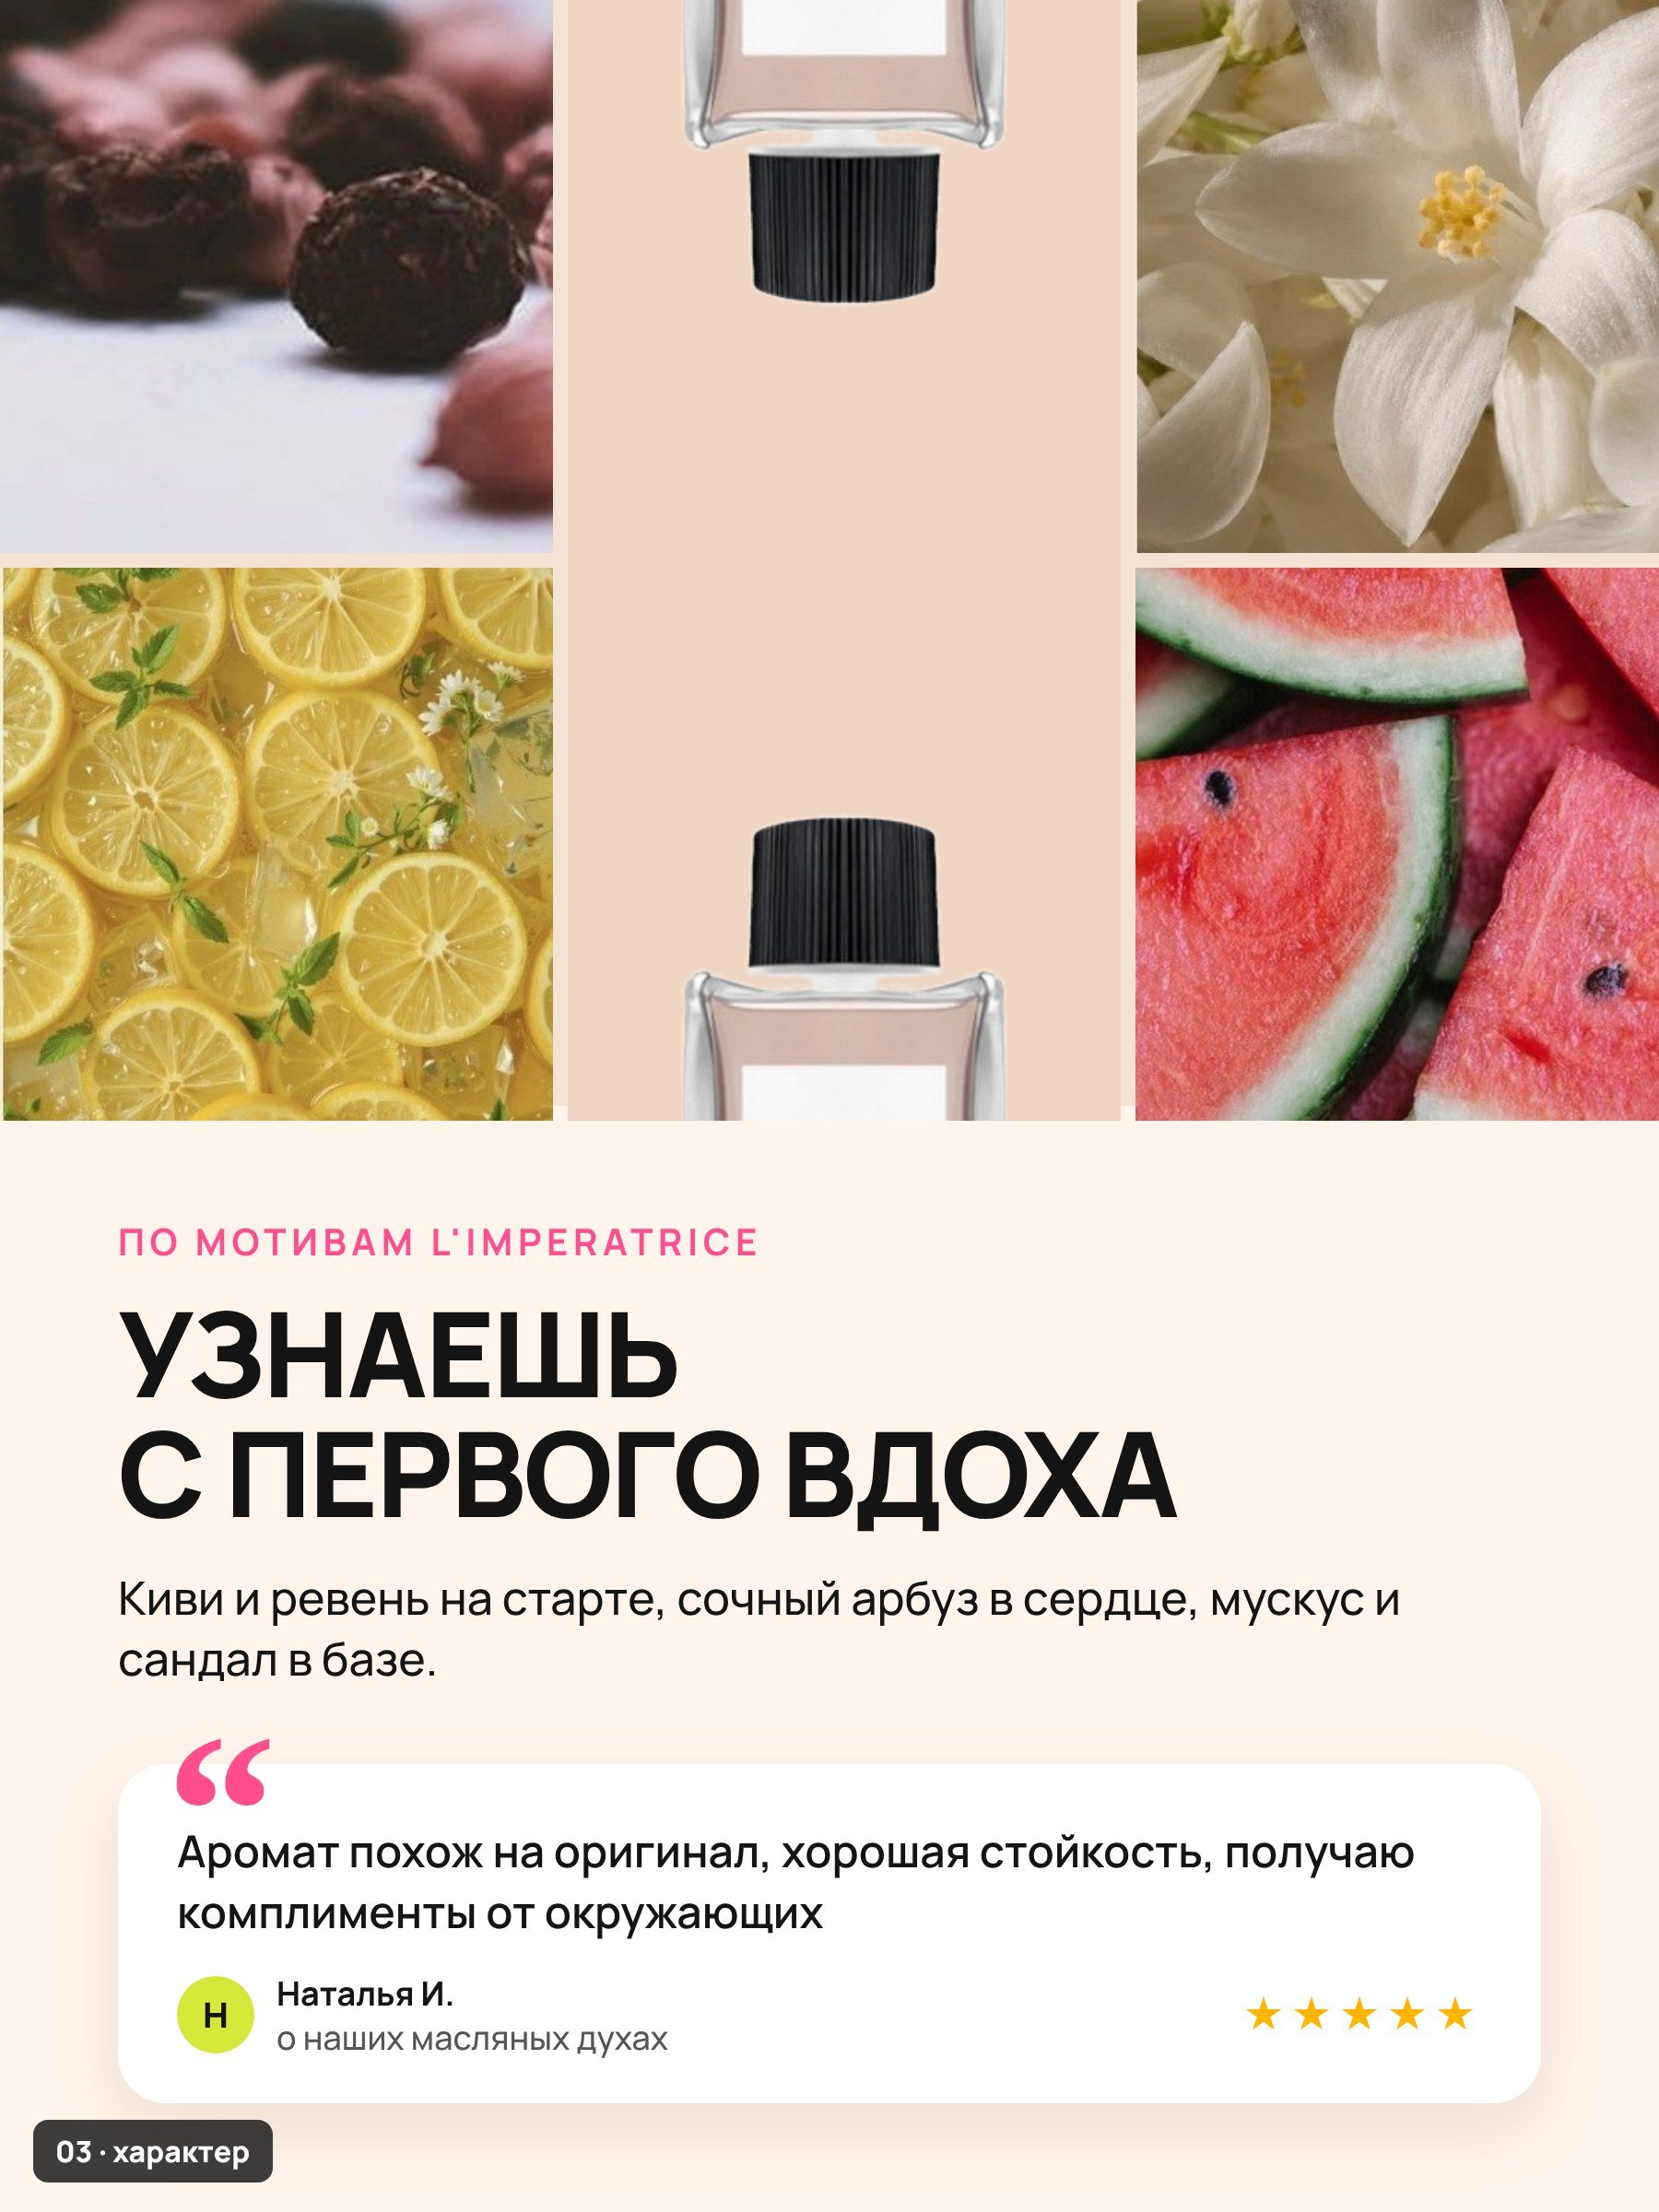 ПО МОТИВАМ L'IMPERATRICE
УЗНАЕШЬ
С ПЕРВОГО ВДОХА
Киви и ревень на старте, сочный арбуз в сердце, мускус и
сандал в базе.
“
Аромат похож на оригинал, хорошая стойкость, получаю
комплименты от окружающих
Н
Наталья И.
о наших масляных духах
★★★★★
03 · характер